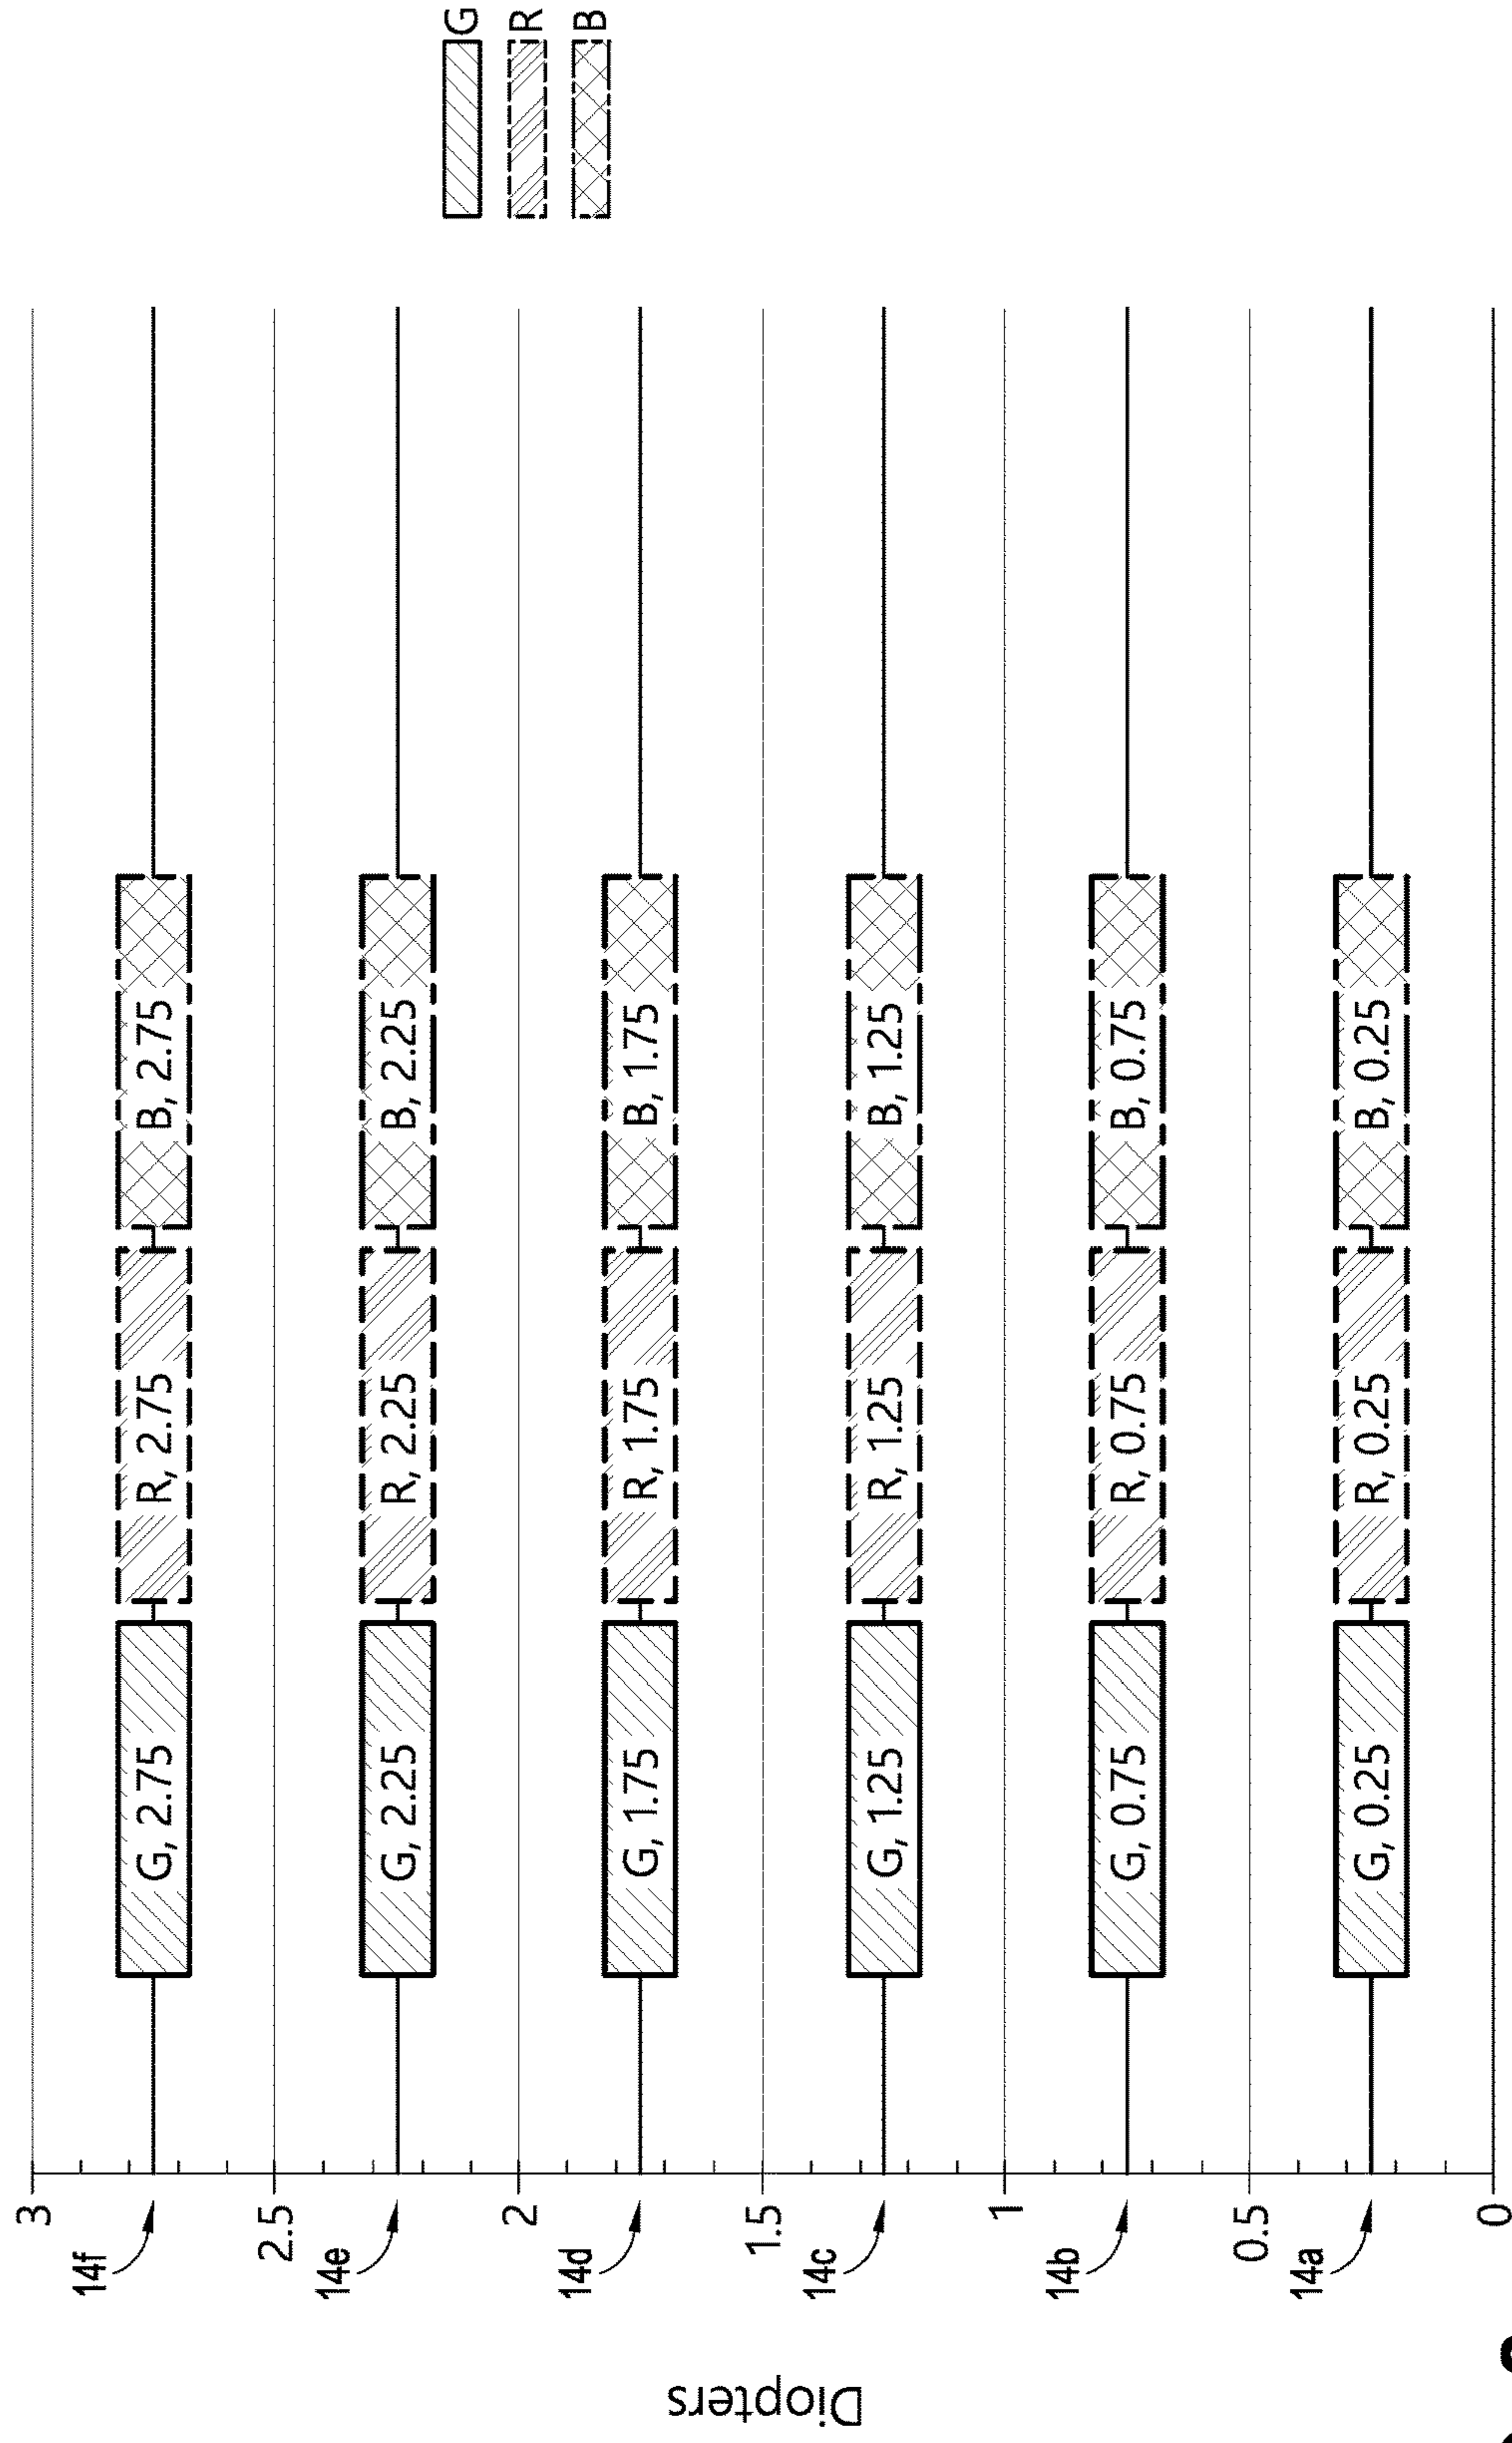 Diopters
3
14f
G, 2.75
R, 2.75
B, 2.75
2.5
14e
G, 2.25
R, 2.25
B, 2.25
2
14d
G, 1.75
R, 1.75
B, 1.75
1.5
14c
G, 1.25
R, 1.25
B, 1.25
1
14b
G, 0.75
R, 0.75
B, 0.75
0.5
14a
G, 0.25
R, 0.25
B, 0.25
0
G
R
B